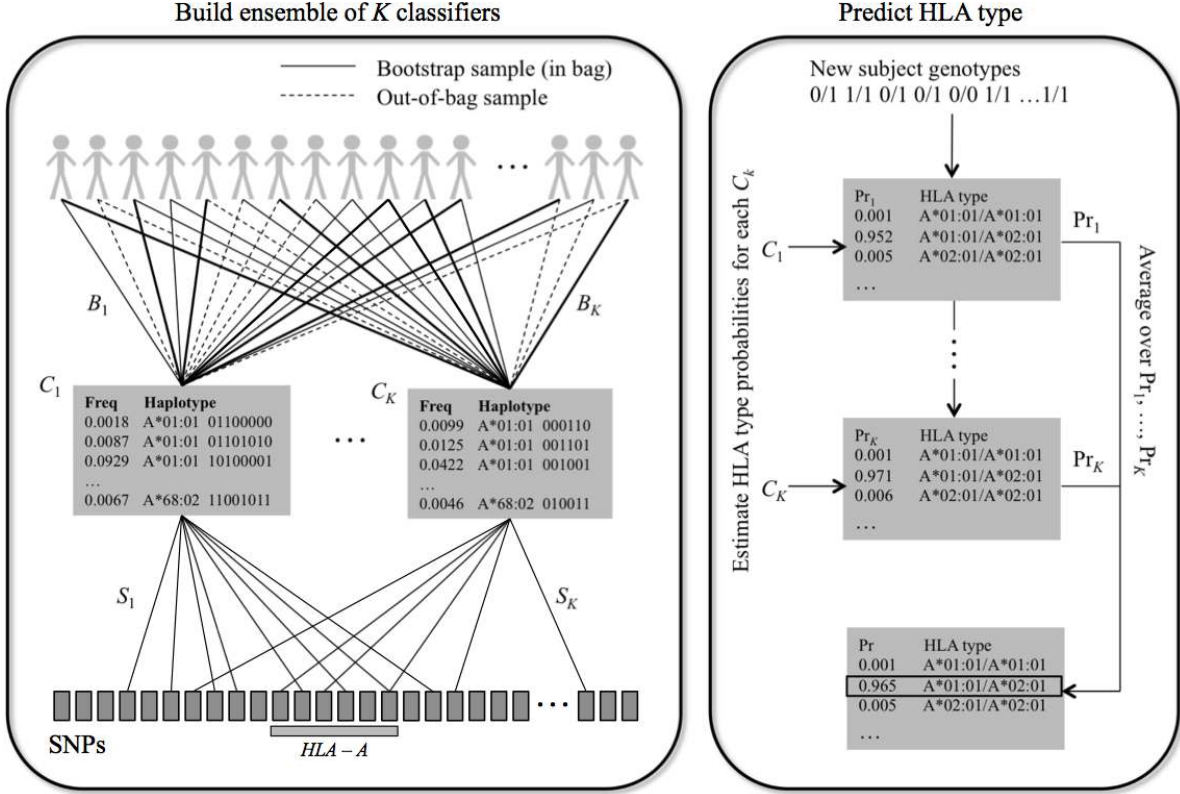 Build ensemble of K classifiers
Bootstrap sample (in bag)
Out-of-bag sample
...
B1
BK
C1
Freq Haplotype
0.0018 A*01:01 01100000
0.0087 A*01:01 01101010
0.0929 A*01:01 10100001
...
0.0067 A*68:02 11001011
...
CK
Freq Haplotype
0.0099 A*01:01 000110
0.0125 A*01:01 001101
0.0422 A*01:01 001001
...
0.0046 A*68:02 010011
S1
SK
...
SNPs
HLA – A
Predict HLA type
New subject genotypes
0/1 1/1 0/1 0/1 0/0 1/1 …1/1
Estimate HLA type probabilities for each Ck
C1
Pr1 HLA type
0.001 A*01:01/A*01:01
0.952 A*01:01/A*02:01
0.005 A*02:01/A*02:01
...
Pr1
...
CK
PrK HLA type
0.001 A*01:01/A*01:01
0.971 A*01:01/A*02:01
0.006 A*02:01/A*02:01
...
PrK
Average over Pr1, …, PrK
Pr HLA type
0.001 A*01:01/A*01:01
0.965 A*01:01/A*02:01
0.005 A*02:01/A*02:01
...